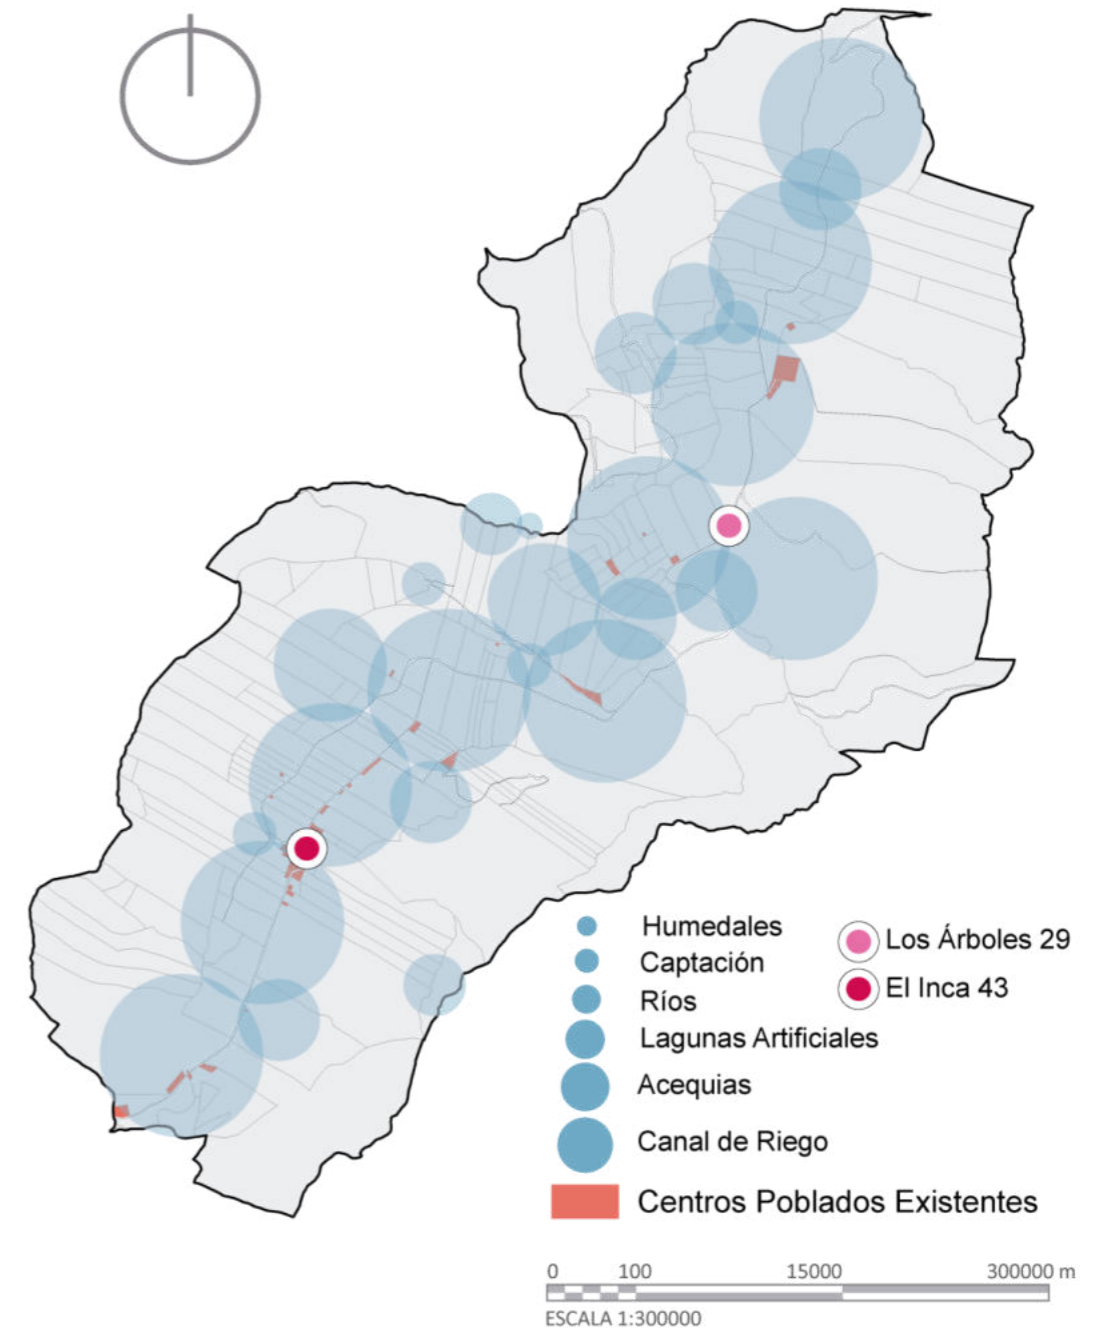 Humedales
Captación
Ríos
Lagunas Artificiales
Acequias
Canal de Riego
Centros Poblados Existentes
Los Árboles 29
El Inca 43
0 100 15000 300000 m
ESCALA 1:300000